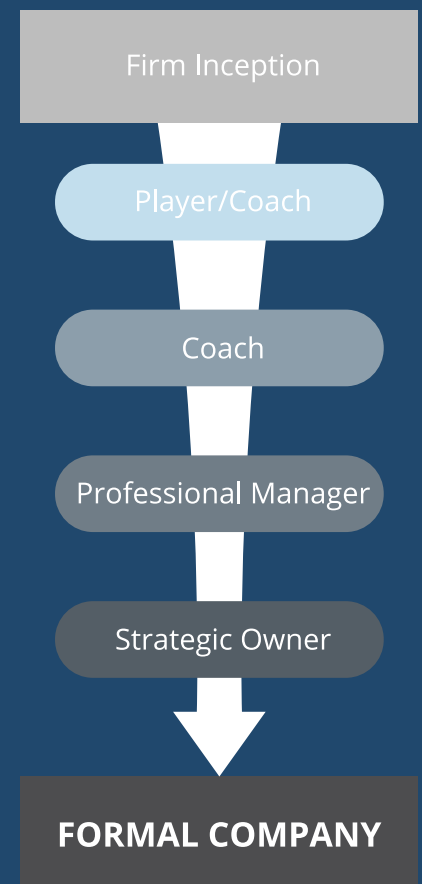 Firm Inception
Player/Coach
Coach
Professional Manager
Strategic Owner
FORMAL COMPANY